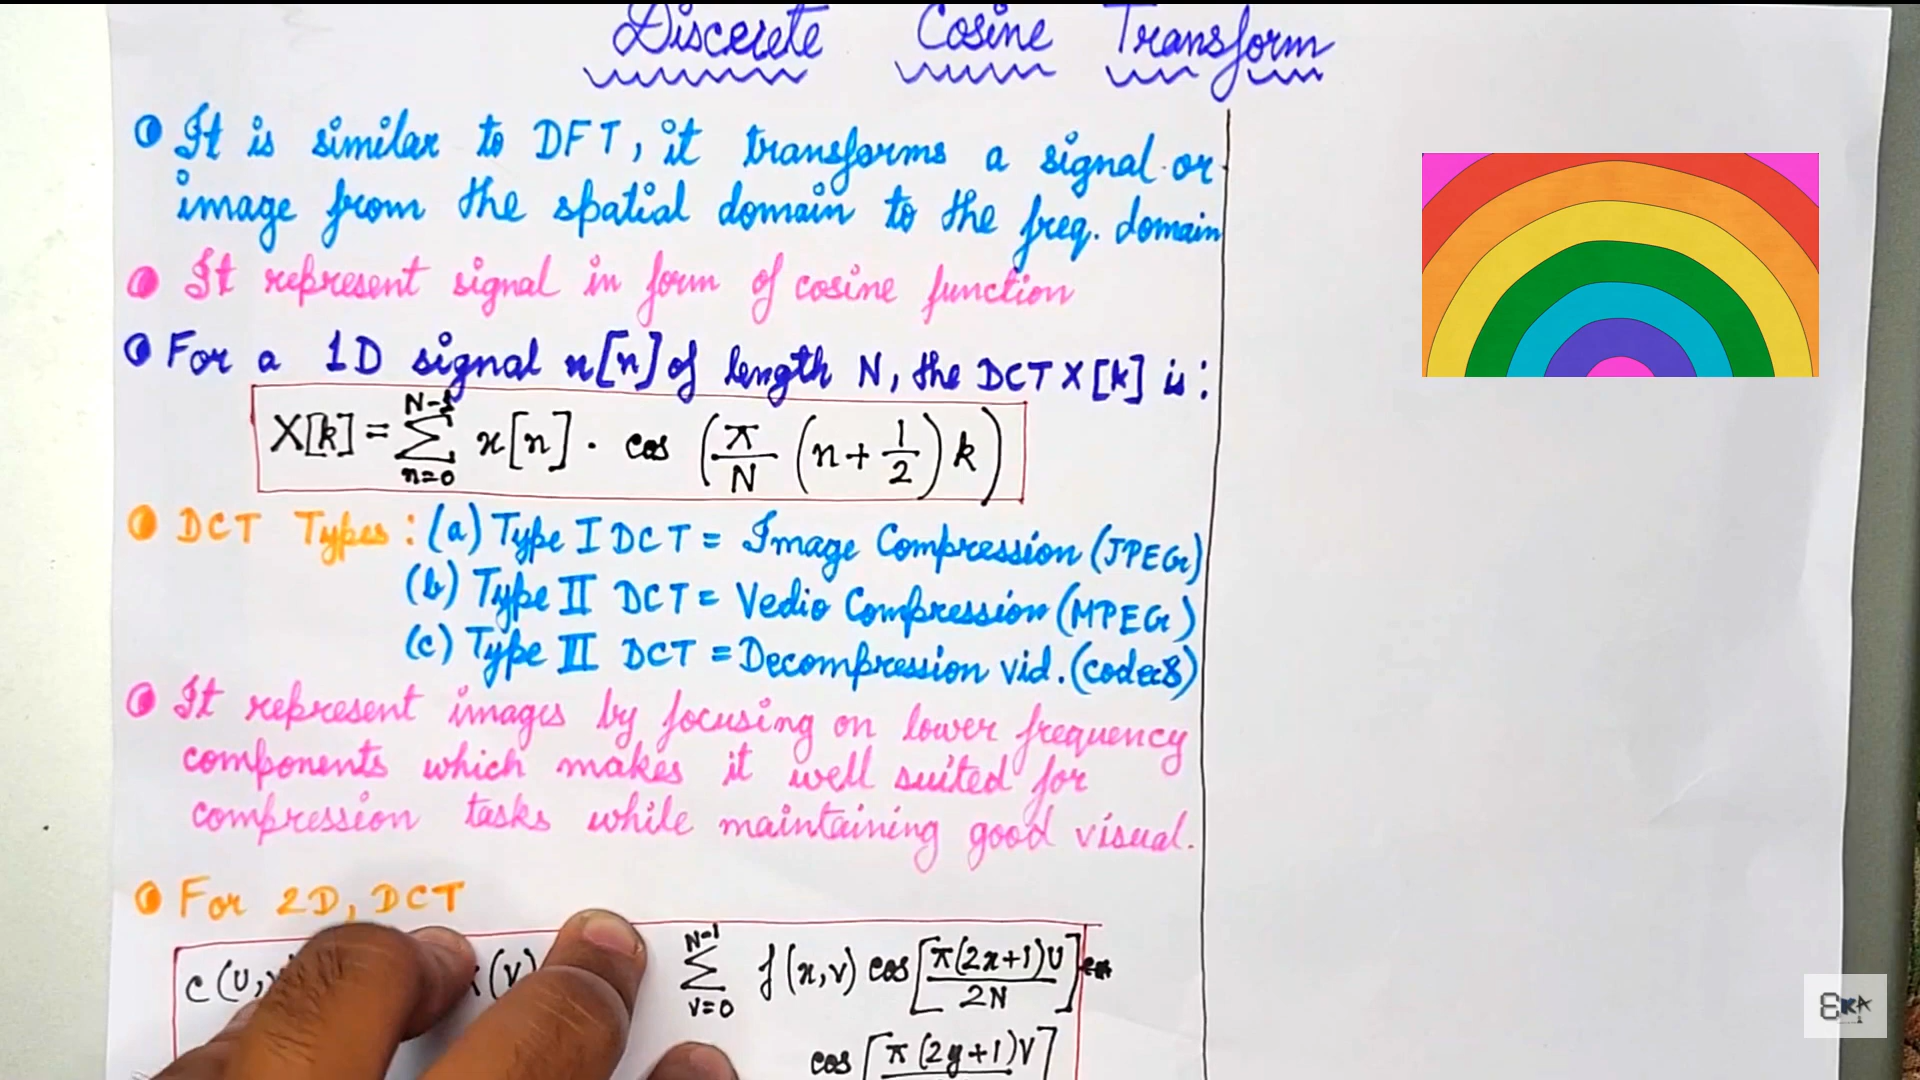 Discrete Cosine Transform
It is similar to DFT, it transforms a signal or
image from the spatial domain to the freq. domain
It represent signal in form of cosine function
For a 1D signal x[n] of length N, the DCT X[k] is:
X[k] = N-1 Σ n=0 x[n] · cos (π/N (n+1/2) k)
DCT Types: (a) Type I DCT = Image Compression (JPEG)
(b) Type II DCT = Vedio Compression (MPEG)
(c) Type III DCT = Decompression vid. (codecs)
It represent images by focusing on lower frequency
components which makes it well suited for
compression tasks while maintaining good visual.
For 2D, DCT
c(u,v (v) N-1 Σ v=0 f(x,v) cos [π(2x+1)U/2N]
cos [π(2y+1)V]
EKA